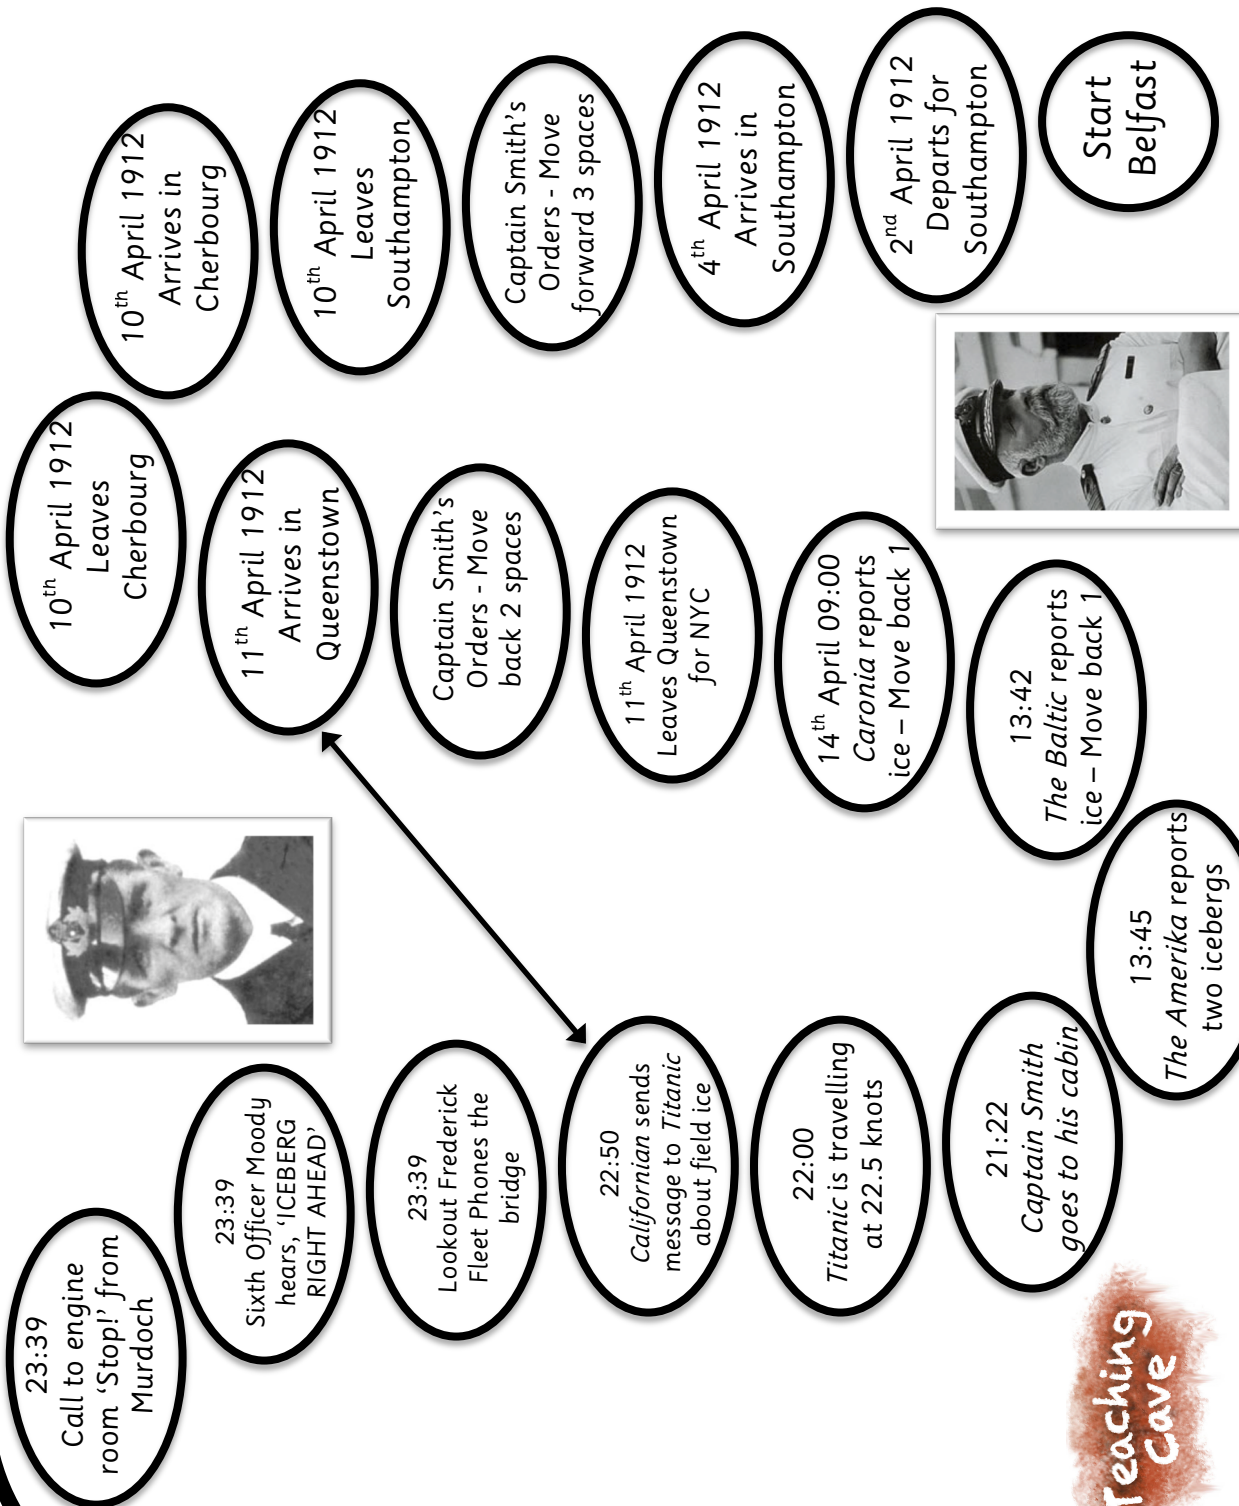 Start
Belfast
2nd April 1912
Departs for
Southampton
4th April 1912
Arrives in
Southampton
Captain Smith's
Orders - Move
forward 3 spaces
10th April 1912
Leaves
Southampton
10th April 1912
Arrives in
Cherbourg
10th April 1912
Leaves
Cherbourg
11th April 1912
Arrives in
Queenstown
Captain Smith's
Orders - Move
back 2 spaces
11th April 1912
Leaves Queenstown
for NYC
14th April 09:00
Caronia reports
ice – Move back 1
13:42
The Baltic reports
ice – Move back 1
13:45
The Amerika reports
two icebergs
21:22
Captain Smith
goes to his cabin
22:00
Titanic is travelling
at 22.5 knots
22:50
Californian sends
message to Titanic
about field ice
23:39
Lookout Frederick
Fleet Phones the
bridge
23:39
Sixth Officer Moody
hears, 'ICEBERG
RIGHT AHEAD'
23:39
Call to engine
room 'Stop!' from
Murdoch
Teaching
Cave